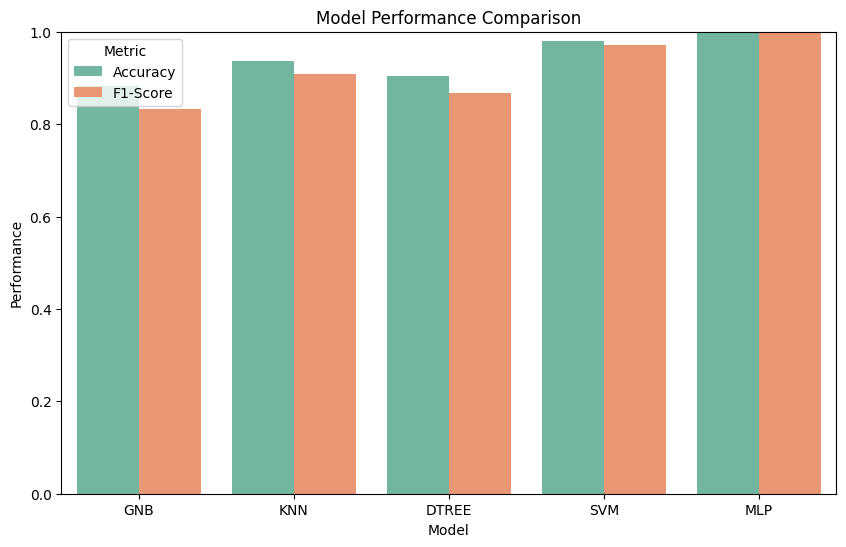 Model Performance Comparison
Metric
Accuracy
F1-Score
Performance
1.0
0.8
0.6
0.4
0.2
0.0
GNB KNN DTREE SVM MLP
Model